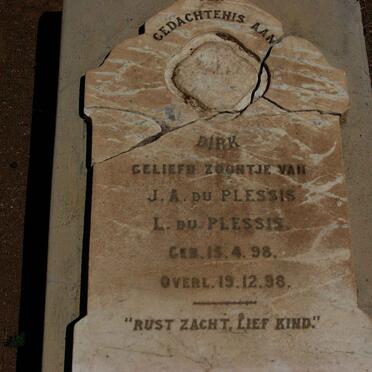 TER
GEDACHTENIS AAN
DIRK
GELIEFD ZOONTJE VAN
J. A. DU PLESSIS
L. DU PLESSIS.
GEB. 15. 4. 98.
OVERL. 19. 12. 98.
"RUST ZACHT, LIEF KIND."